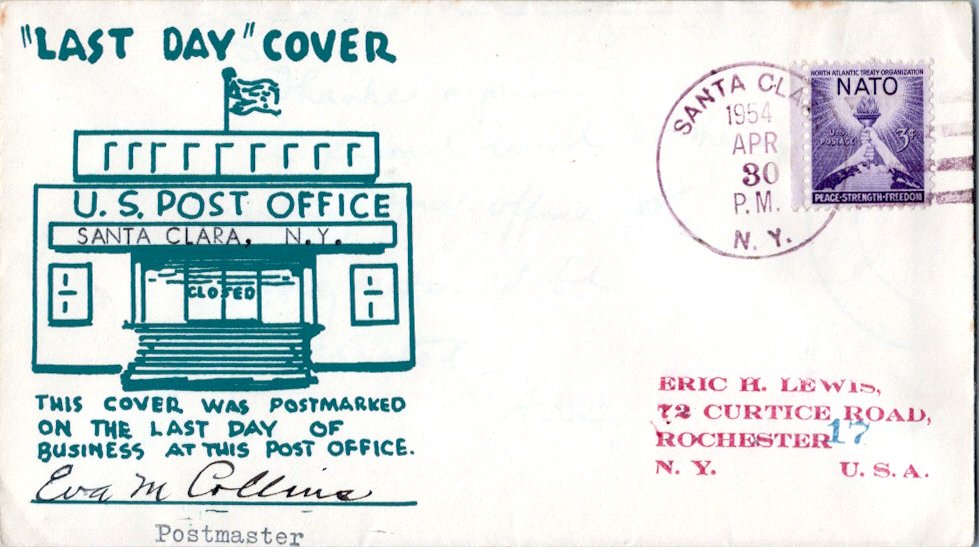 "LAST DAY" COVER
U.S. POST OFFICE
SANTA CLARA, N.Y.
CLOSED
THIS COVER WAS POSTMARKED
ON THE LAST DAY OF
BUSINESS AT THIS POST OFFICE.
Eva M Collins
Postmaster
SANTA CLA
1954
APR
30
P.M.
N.Y.
NORTH ATLANTIC TREATY ORGANIZATION
NATO
U.S. POSTAGE
3¢
PEACE-STRENGTH-FREEDOM
ERIC H. LEWIS,
72 CURTICE ROAD,
ROCHESTER 17
N. Y. U. S. A.